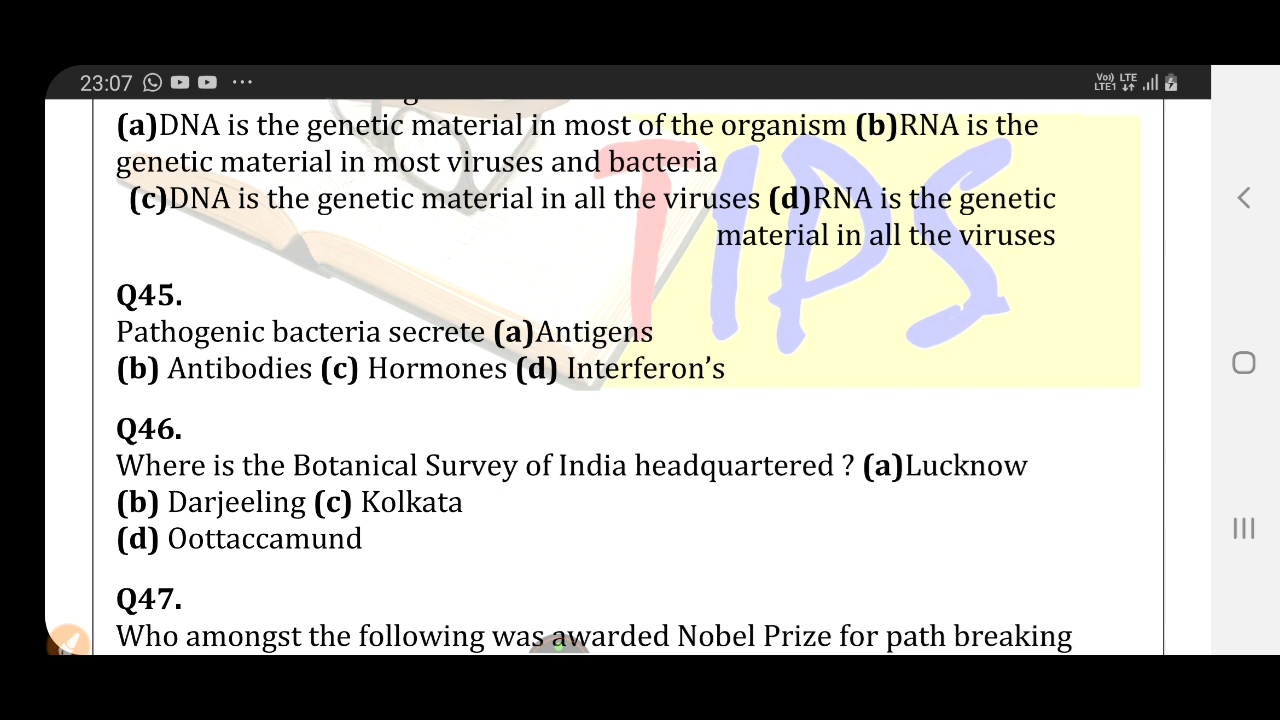 23:07
Vo)) LTE
LTE1
(a)DNA is the genetic material in most of the organism (b)RNA is the
genetic material in most viruses and bacteria
(c)DNA is the genetic material in all the viruses (d)RNA is the genetic
material in all the viruses
TIPS
Q45.
Pathogenic bacteria secrete (a)Antigens
(b) Antibodies (c) Hormones (d) Interferon’s
Q46.
Where is the Botanical Survey of India headquartered ? (a)Lucknow
(b) Darjeeling (c) Kolkata
(d) Oottaccamund
Q47.
Who amongst the following was awarded Nobel Prize for path breaking